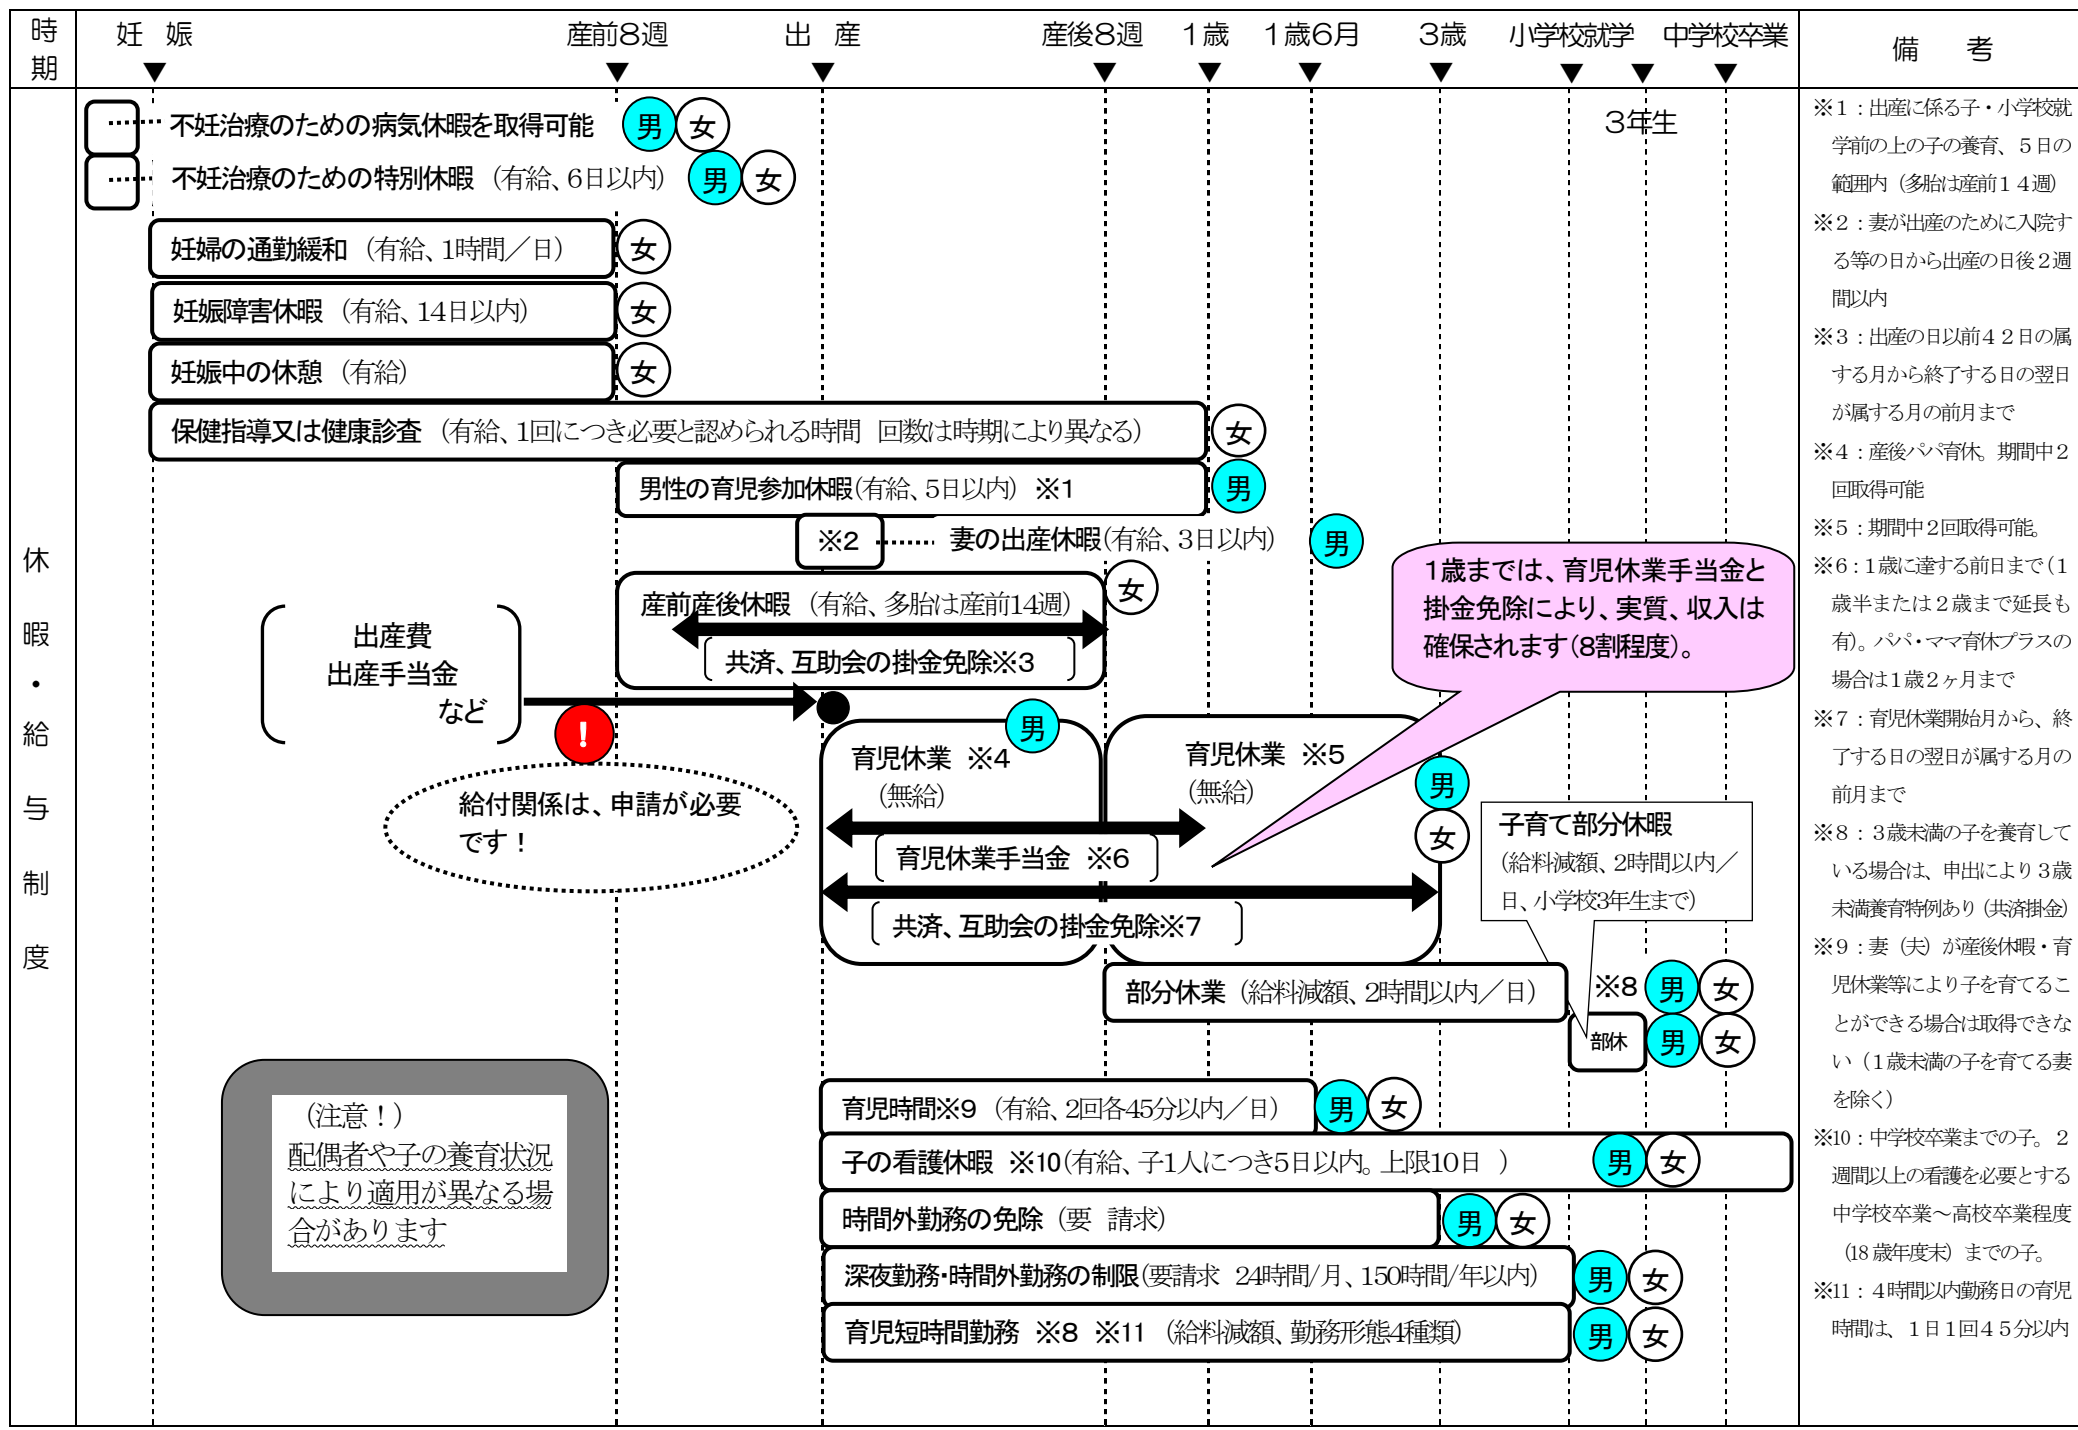 時期
妊　娠　産前8週　出　産　産後8週　1歳　1歳6月　3歳　小学校就学　中学校卒業
備　考
3年生
休暇・給与制度
不妊治療のための病気休暇を取得可能　男　女
不妊治療のための特別休暇（有給、6日以内）　男　女
妊婦の通勤緩和（有給、1時間／日）　女
妊娠障害休暇（有給、14日以内）　女
妊娠中の休憩（有給）　女
保健指導又は健康診査（有給、1回につき必要と認められる時間　回数は時期により異なる）　女
男性の育児参加休暇（有給、5日以内）※1　男
※2　妻の出産休暇（有給、3日以内）　男
産前産後休暇（有給、多胎は産前14週）　女
共済、互助会の掛金免除※3
出産費
出産手当金
など
！
給付関係は、申請が必要
です！
1歳までは、育児休業手当金と
掛金免除により、実質、収入は
確保されます（8割程度）。
育児休業　※4　男
（無給）
育児休業　※5　男　女
（無給）
育児休業手当金　※6
共済、互助会の掛金免除※7
子育て部分休暇
（給料減額、2時間以内／
日、小学校3年生まで）
部分休業（給料減額、2時間以内／日）　※8　男　女
部休　男　女
（注意！）
配偶者や子の養育状況
により適用が異なる場
合があります
育児時間※9（有給、2回各45分以内／日）　男　女
子の看護休暇　※10（有給、子1人につき5日以内。上限10日　）　男　女
時間外勤務の免除（要　請求）　男　女
深夜勤務・時間外勤務の制限（要請求　24時間/月、150時間/年以内）　男　女
育児短時間勤務　※8　※11（給料減額、勤務形態4種類）　男　女
※1：出産に係る子・小学校就
学前の上の子の養育、5日の
範囲内（多胎は産前14週）
※2：妻が出産のために入院す
る等の日から出産の日後2週
間以内
※3：出産の日以前42日の属
する月から終了する日の翌日
が属する月の前月まで
※4：産後パパ育休。期間中2
回取得可能
※5：期間中2回取得可能。
※6：1歳に達する前日まで（1
歳半または2歳まで延長も
有）。パパ・ママ育休プラスの
場合は1歳2ヶ月まで
※7：育児休業開始月から、終
了する日の翌日が属する月の
前月まで
※8：3歳未満の子を養育して
いる場合は、申出により3歳
未満養育特例あり（共済掛金）
※9：妻（夫）が産後休暇・育
児休業等により子を育てるこ
とができる場合は取得できな
い（1歳未満の子を育てる妻
を除く）
※10：中学校卒業までの子。2
週間以上の看護を必要とする
中学校卒業～高校卒業程度
（18歳年度末）までの子。
※11：4時間以内勤務日の育児
時間は、1日1回45分以内